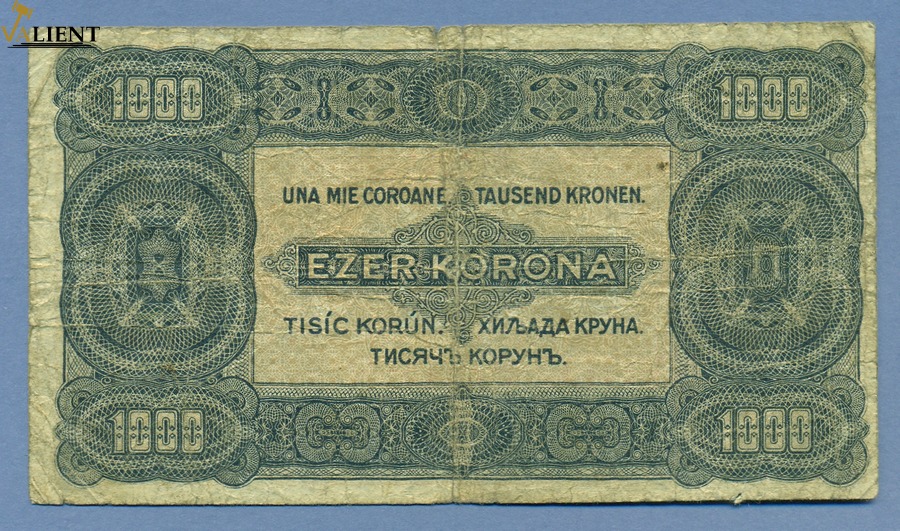 VALIENT
1000 1000
UNA MIE COROANE. TAUSEND KRONEN.
EZER KORONA
TISÍC KORÚN. ХИЉАДА КРУНА.
ТИСЯЧЪ КОРУНЪ.
1000 1000